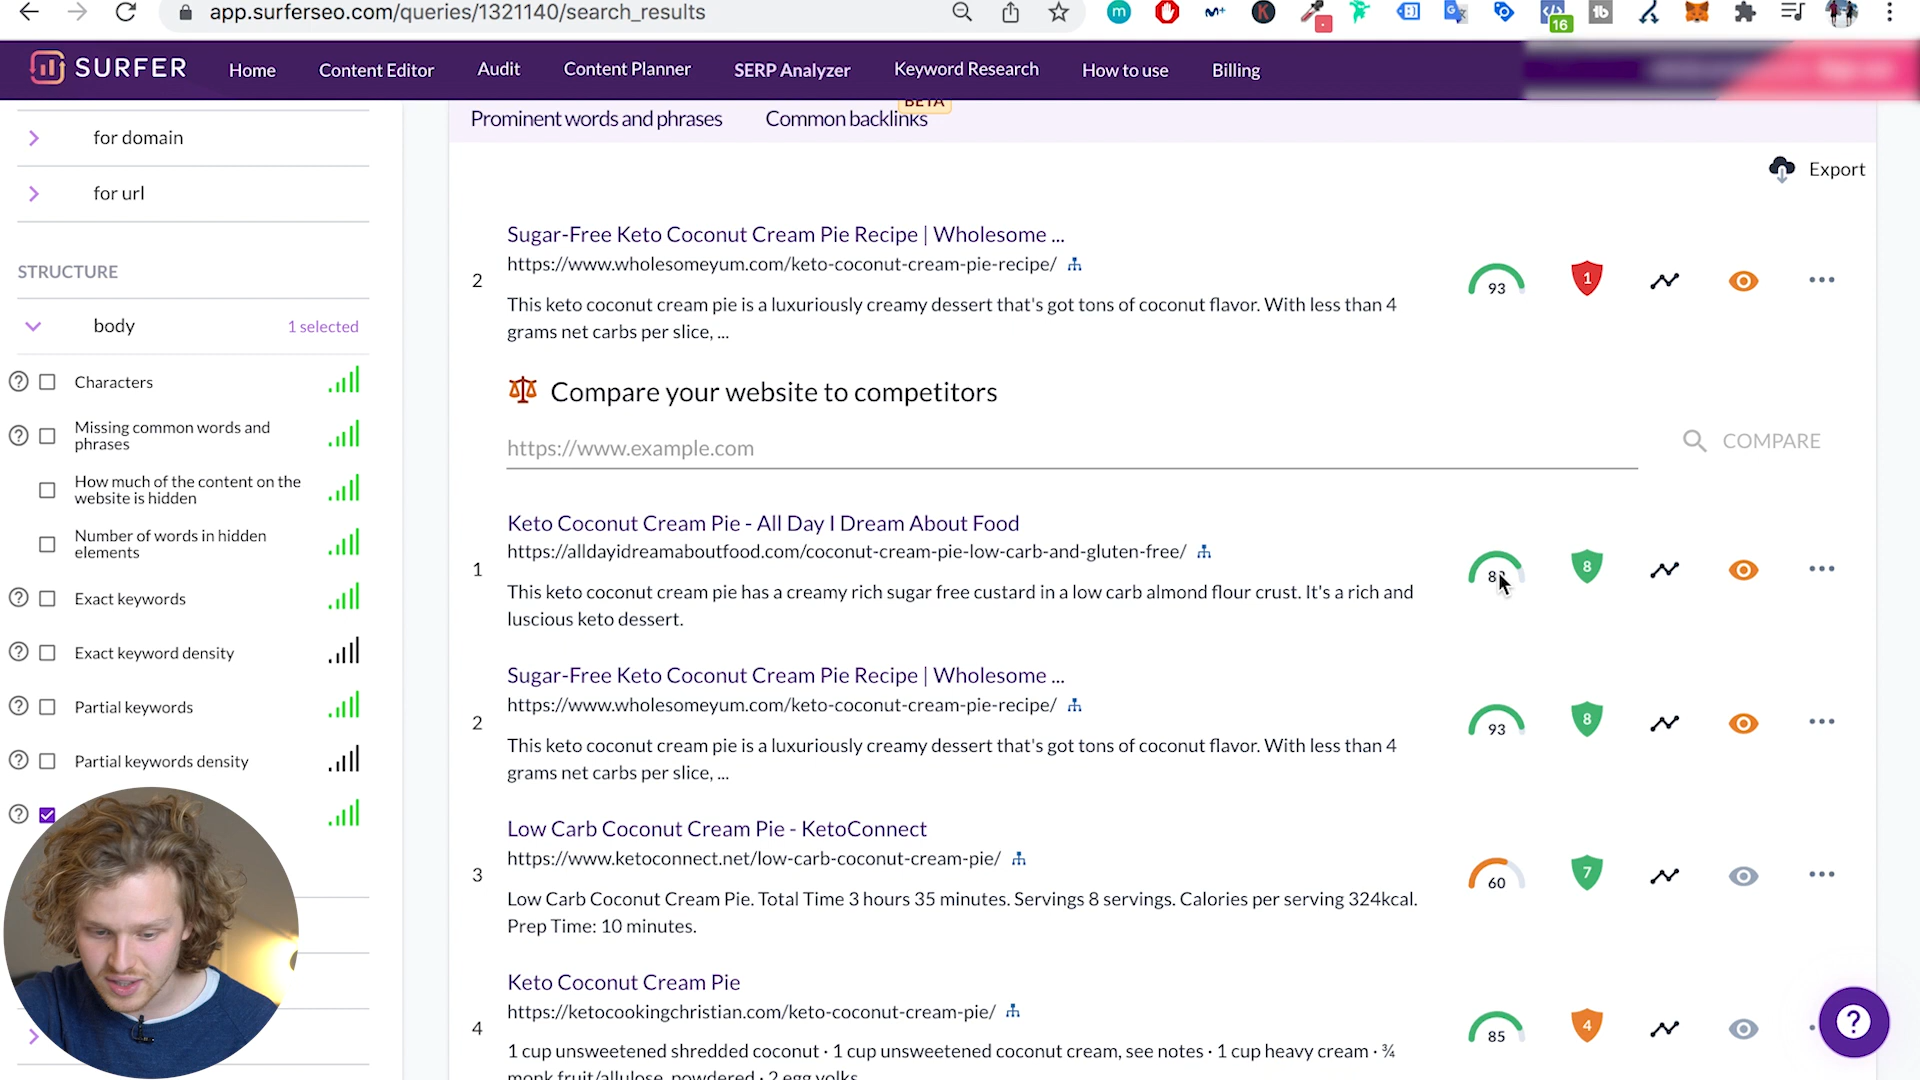 app.surferseo.com/queries/1321140/search_results
16
SURFER
Home
Content Editor
Audit
Content Planner
SERP Analyzer
Keyword Research
How to use
Billing
BETA
Prominent words and phrases
Common backlinks
Export
for domain
for url
STRUCTURE
body
1 selected
Characters
Missing common words and
phrases
How much of the content on the
website is hidden
Number of words in hidden
elements
Exact keywords
Exact keyword density
Partial keywords
Partial keywords density
2
Sugar-Free Keto Coconut Cream Pie Recipe | Wholesome ...
https://www.wholesomeyum.com/keto-coconut-cream-pie-recipe/
This keto coconut cream pie is a luxuriously creamy dessert that's got tons of coconut flavor. With less than 4
grams net carbs per slice, ...
93
1
Compare your website to competitors
https://www.example.com
COMPARE
1
Keto Coconut Cream Pie - All Day I Dream About Food
https://alldayidreamaboutfood.com/coconut-cream-pie-low-carb-and-gluten-free/
This keto coconut cream pie has a creamy rich sugar free custard in a low carb almond flour crust. It's a rich and
luscious keto dessert.
8
2
Sugar-Free Keto Coconut Cream Pie Recipe | Wholesome ...
https://www.wholesomeyum.com/keto-coconut-cream-pie-recipe/
This keto coconut cream pie is a luxuriously creamy dessert that's got tons of coconut flavor. With less than 4
grams net carbs per slice, ...
93
8
3
Low Carb Coconut Cream Pie - KetoConnect
https://www.ketoconnect.net/low-carb-coconut-cream-pie/
Low Carb Coconut Cream Pie. Total Time 3 hours 35 minutes. Servings 8 servings. Calories per serving 324kcal.
Prep Time: 10 minutes.
60
7
4
Keto Coconut Cream Pie
https://ketocookingchristian.com/keto-coconut-cream-pie/
1 cup unsweetened shredded coconut · 1 cup unsweetened coconut cream, see notes · 1 cup heavy cream · ¾
monk fruit/allulose, powdered · 2 egg yolks
85
4